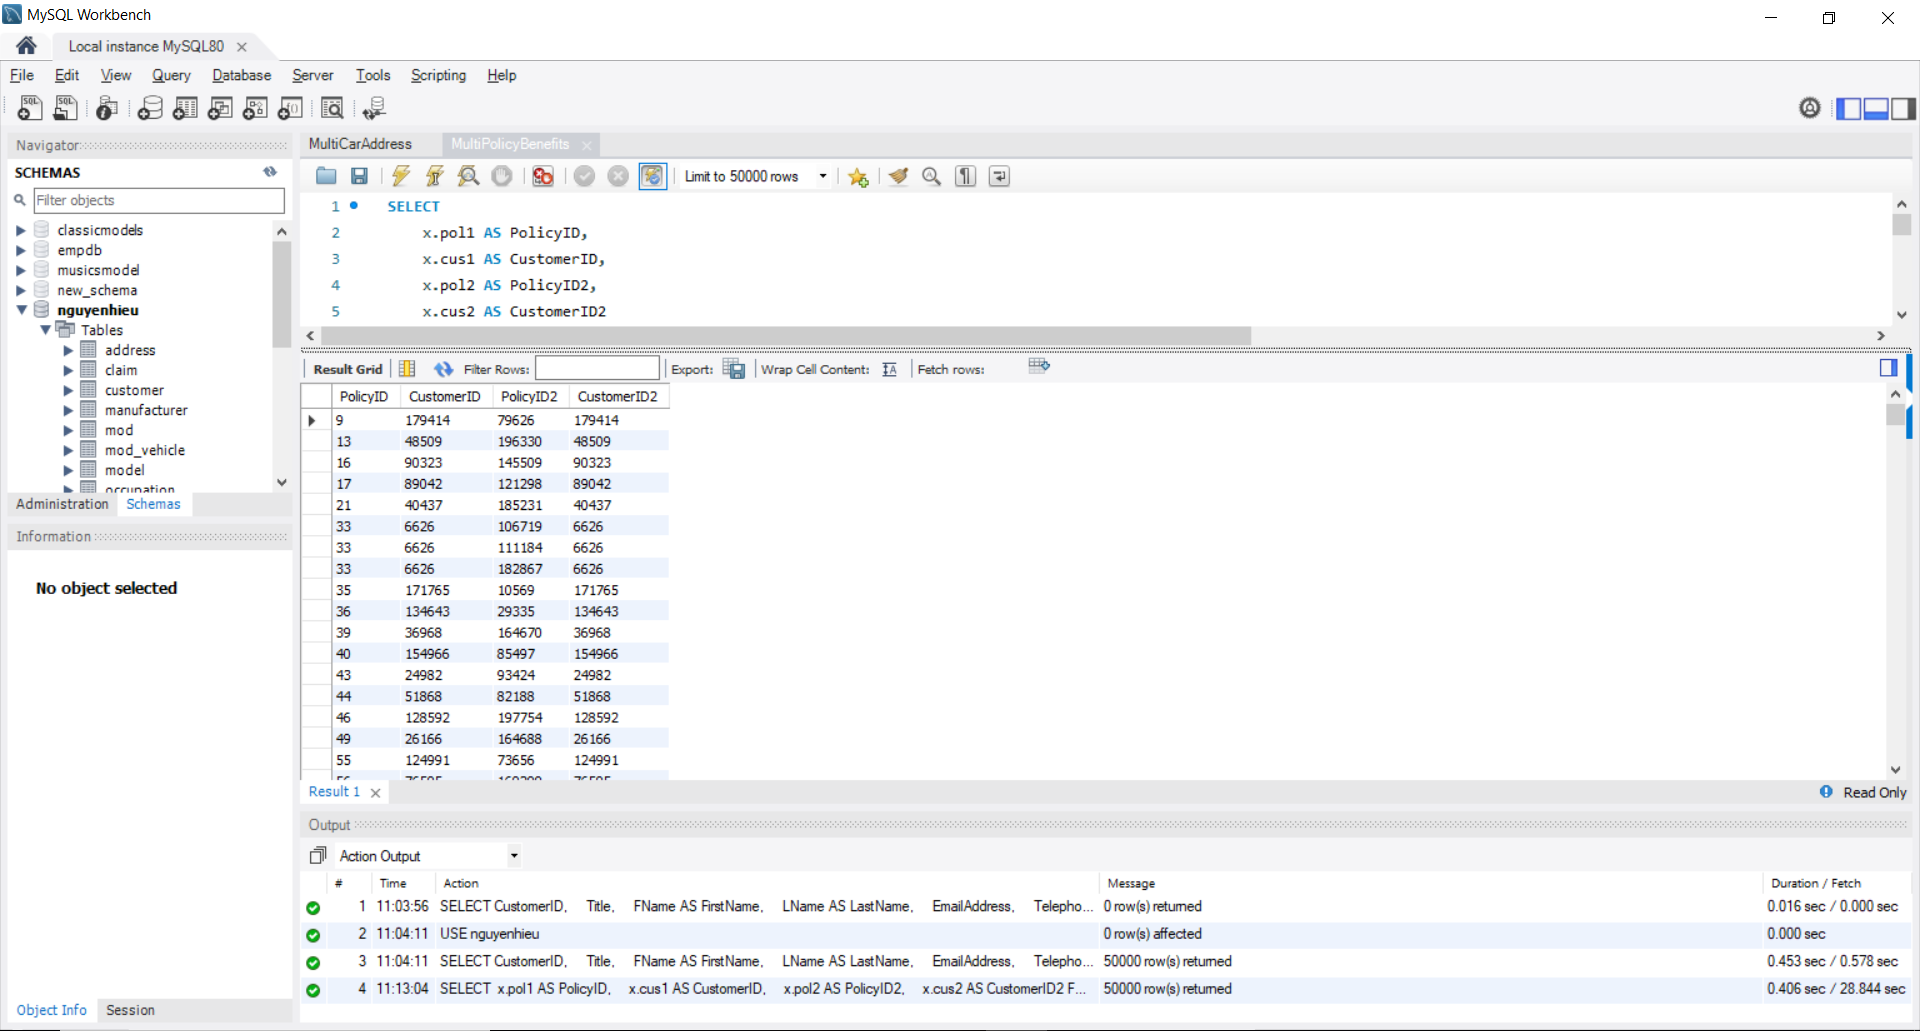 MySQL Workbench
Local instance MySQL80
File Edit View Query Database Server Tools Scripting Help
Navigator
SCHEMAS
Filter objects
classicmodels
empdb
musicsmodel
new_schema
nguyenhieu
Tables
address
claim
customer
manufacturer
mod
mod_vehicle
model
occupation
Administration Schemas
Information
No object selected
Object Info Session
MultiCarAddress MultiPolicyBenefits
Limit to 50000 rows
1 SELECT
2 x.pol1 AS PolicyID,
3 x.cus1 AS CustomerID,
4 x.pol2 AS PolicyID2,
5 x.cus2 AS CustomerID2
Result Grid Filter Rows: Export: Wrap Cell Content: Fetch rows:
PolicyID CustomerID PolicyID2 CustomerID2
9 179414 79626 179414
13 48509 196330 48509
16 90323 145509 90323
17 89042 121298 89042
21 40437 185231 40437
33 6626 106719 6626
33 6626 111184 6626
33 6626 182867 6626
35 171765 10569 171765
36 134643 29335 134643
39 36968 164670 36968
40 154966 85497 154966
43 24982 93424 24982
44 51868 82188 51868
46 128592 197754 128592
49 26166 164688 26166
55 124991 73656 124991
Result 1
Read Only
Output
Action Output
# Time Action Message Duration / Fetch
1 11:03:56 SELECT CustomerID, Title, FName AS FirstName, LName AS LastName, EmailAddress, Telepho... 0 row(s) returned 0.016 sec / 0.000 sec
2 11:04:11 USE nguyenhieu 0 row(s) affected 0.000 sec
3 11:04:11 SELECT CustomerID, Title, FName AS FirstName, LName AS LastName, EmailAddress, Telepho... 50000 row(s) returned 0.453 sec / 0.578 sec
4 11:13:04 SELECT x.pol1 AS PolicyID, x.cus1 AS CustomerID, x.pol2 AS PolicyID2, x.cus2 AS CustomerID2 F... 50000 row(s) returned 0.406 sec / 28.844 sec